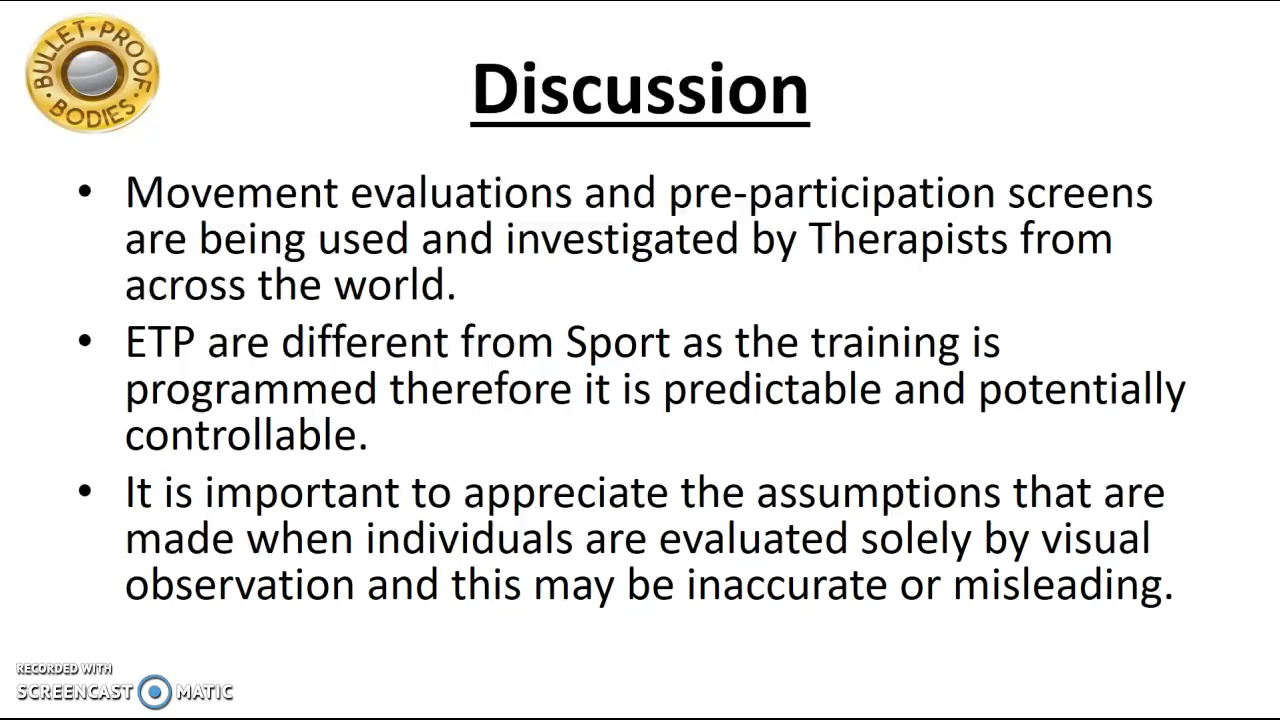 BULLET·PROOF
·BODIES·
Discussion
• Movement evaluations and pre-participation screens
are being used and investigated by Therapists from
across the world.
• ETP are different from Sport as the training is
programmed therefore it is predictable and potentially
controllable.
• It is important to appreciate the assumptions that are
made when individuals are evaluated solely by visual
observation and this may be inaccurate or misleading.
RECORDED WITH
SCREENCAST MATIC